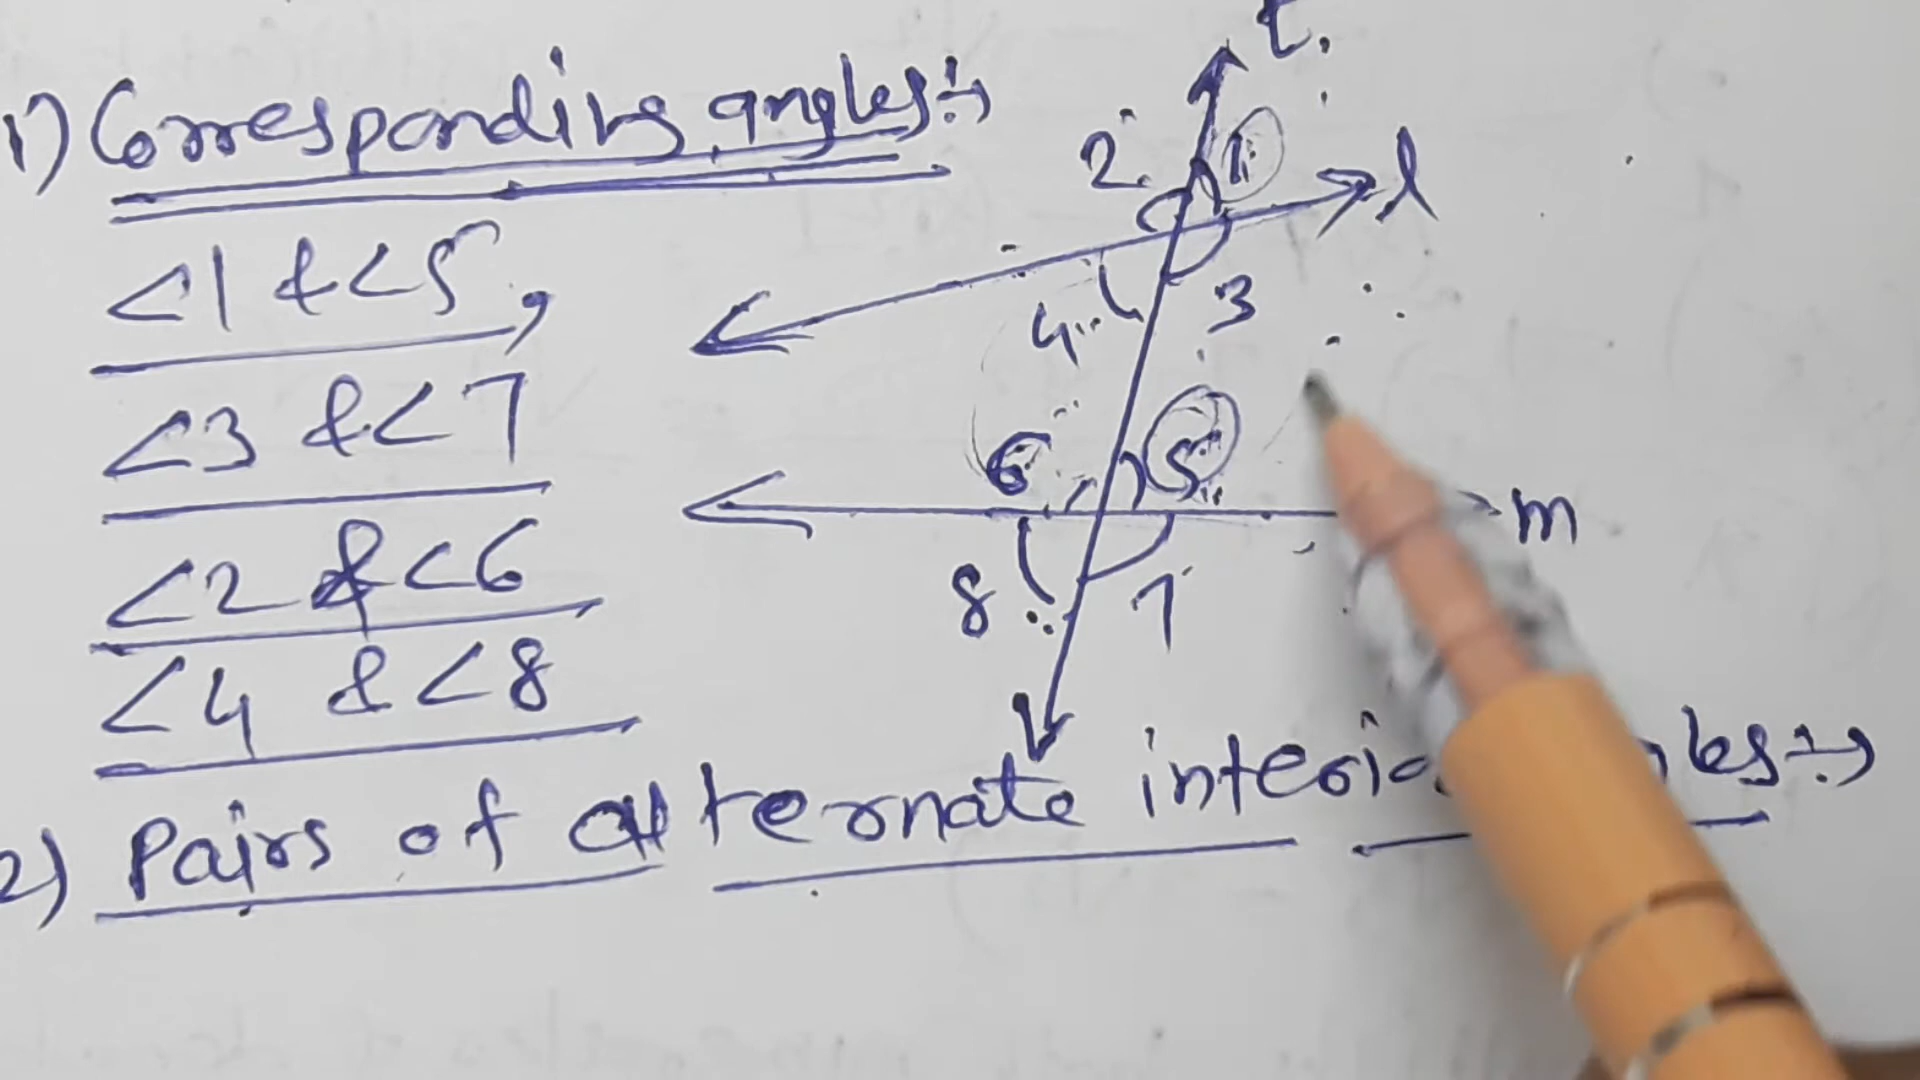 1) Corresponding angles:→
<1 & <5,
<3 & <7
<2 & <6
<4 & <8
t
2 1
l
4 3
6 5
m
8 7
2) Pairs of alternate